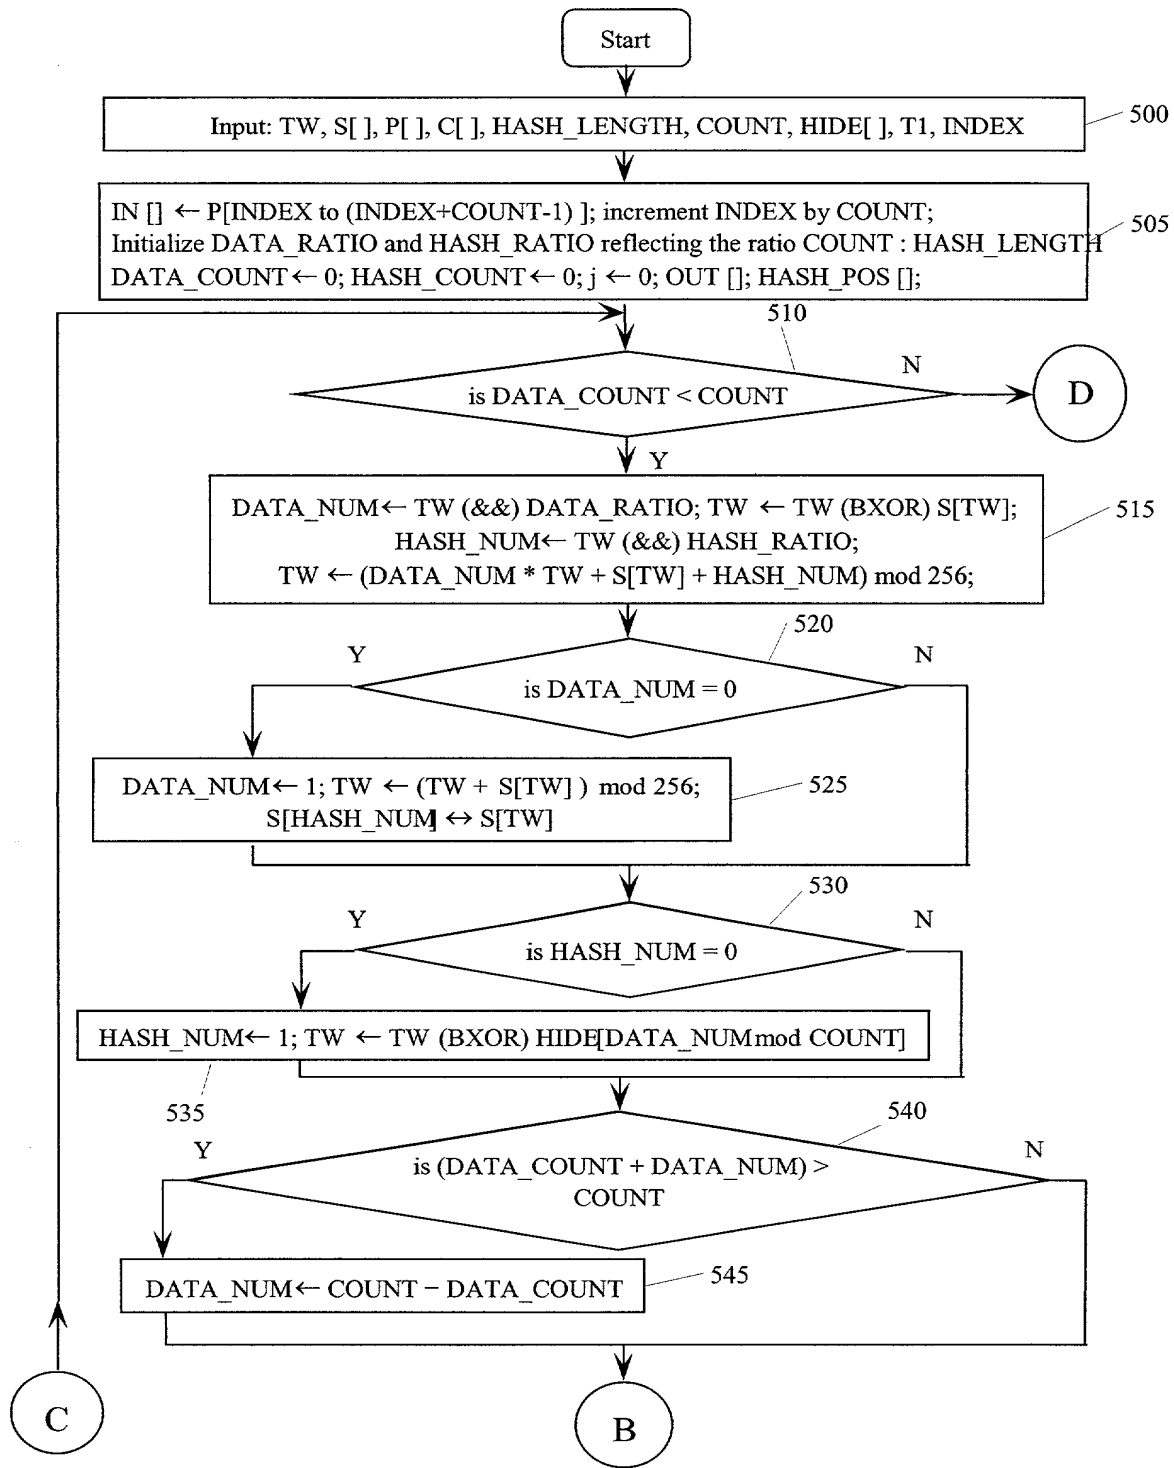 Start
Input: TW, S[ ], P[ ], C[ ], HASH_LENGTH, COUNT, HIDE[ ], T1, INDEX
500
IN [] ← P[INDEX to (INDEX+COUNT-1) ]; increment INDEX by COUNT;
Initialize DATA_RATIO and HASH_RATIO reflecting the ratio COUNT : HASH_LENGTH
505
DATA_COUNT← 0; HASH_COUNT← 0; j ← 0; OUT []; HASH_POS [];
510
is DATA_COUNT < COUNT
N
D
Y
DATA_NUM← TW (&&) DATA_RATIO; TW ← TW (BXOR) S[TW];
HASH_NUM← TW (&&) HASH_RATIO;
TW ← (DATA_NUM * TW + S[TW] + HASH_NUM) mod 256;
515
520
Y
N
is DATA_NUM = 0
DATA_NUM← 1; TW ← (TW + S[TW] ) mod 256;
S[HASH_NUM] ↔ S[TW]
525
530
Y
N
is HASH_NUM = 0
HASH_NUM← 1; TW ← TW (BXOR) HIDE[DATA_NUM mod COUNT]
535
540
Y
N
is (DATA_COUNT + DATA_NUM) >
COUNT
DATA_NUM← COUNT − DATA_COUNT
545
C
B